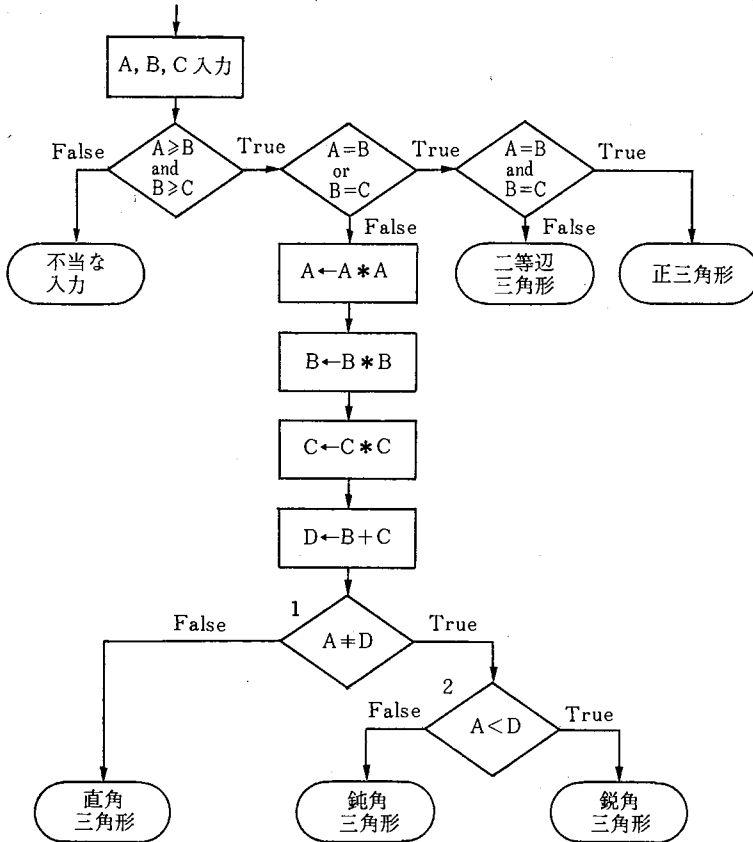 A, B, C 入力
False
A≥B
and
B≥C
True
A=B
or
B=C
True
A=B
and
B=C
True
False
False
不当な
入力
A←A*A
二等辺
三角形
正三角形
B←B*B
C←C*C
D←B+C
1
False
A≠D
True
2
False
A<D
True
直角
三角形
鈍角
三角形
鋭角
三角形